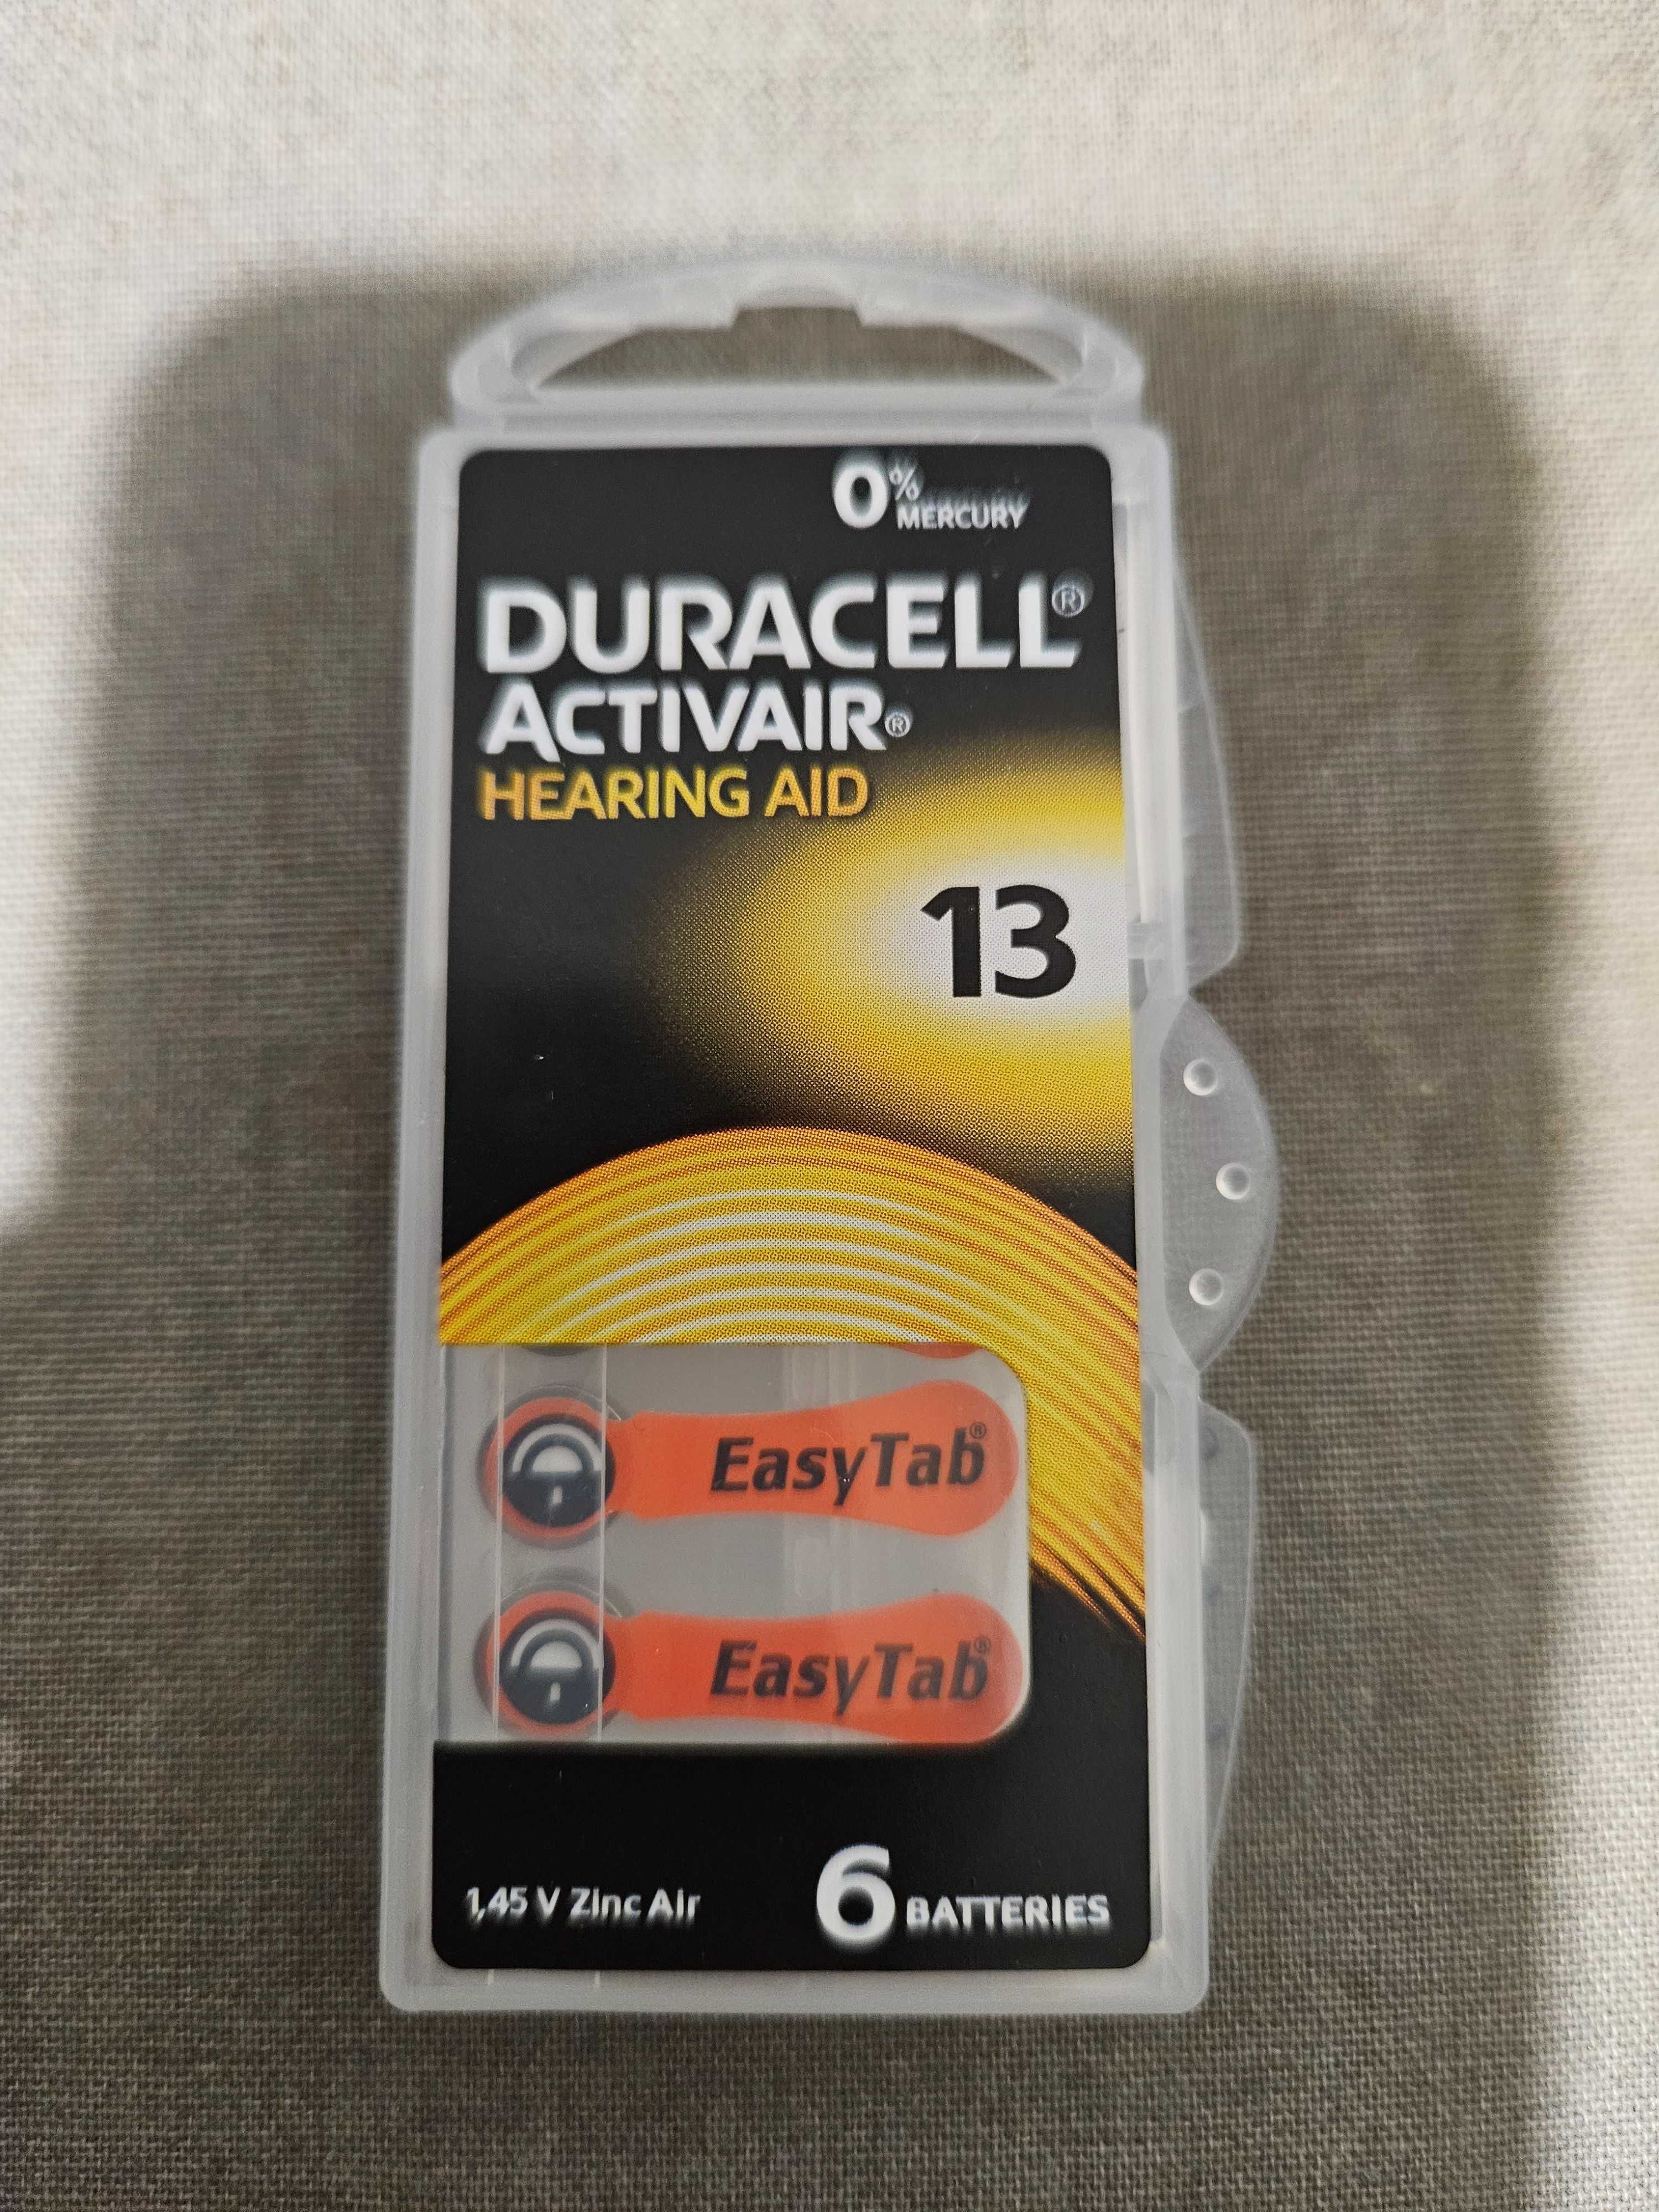 0%
MERCURY
DURACELL®
ACTIVAIR®
HEARING AID
13
EasyTab®
EasyTab®
1,45 V Zinc Air
6 BATTERIES